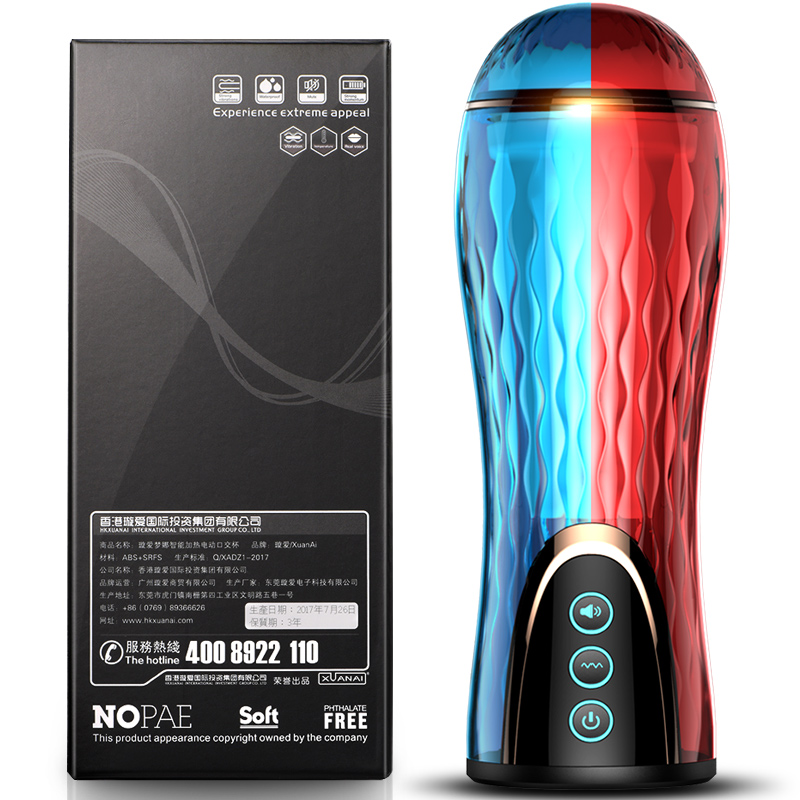 Experience extreme appeal
Waterproof
Mute
Vibration
temperature
Real voice
香港璇爱国际投资集团有限公司
HKXUANAI INTERNATIONAL INVESTMENT GROUP CO., LTD
商品名称：璇爱梦娜智能加热电动口交杯 品牌：璇爱/XuanAi
材料：ABS+SRFS 生产标准：Q/XADZ1-2017
公司名称：香港璇爱国际投资集团有限公司
品牌运营：广州璇爱商贸有限公司 生产厂家：东莞璇爱电子科技有限公司
生产地址：东莞市虎门镇南栅第四工业区文明路五巷一号
电话：+86（0769）89366626
网址：www.hkxuanai.com
生產日期：2017年7月26日
保質期：3年
服務熱綫
The hotline 400 8922 110
香港璇爱国际投资集团有限公司
HKXUANAI INTERNATIONAL INVESTMENT GROUP CO., LTD
荣誉出品 XUANAI
NOPAE Soft PHTHALATE FREE
This product appearance copyright owned by the company